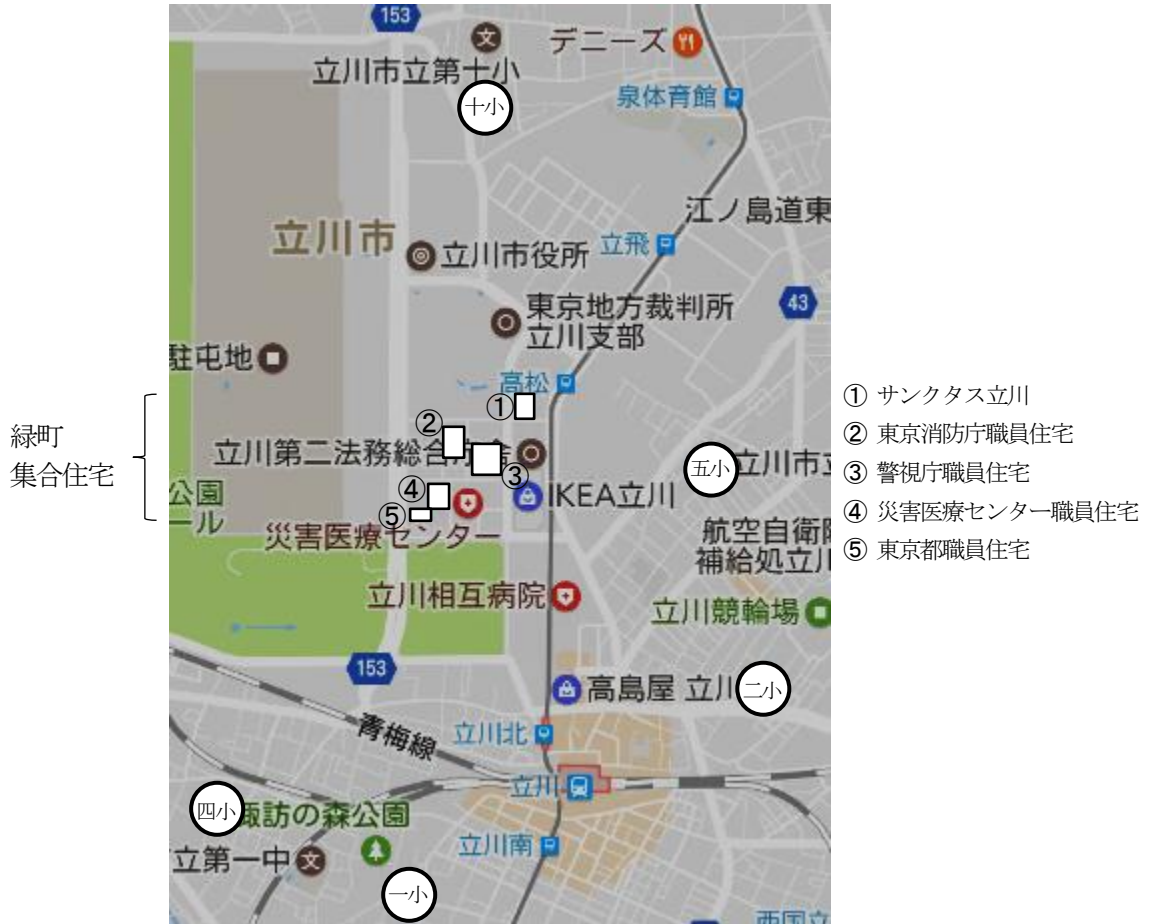 153
デニーズ
立川市立第十小
十小
泉体育館
江ノ島道東
立川市
立川市役所
立飛
43
東京地方裁判所
立川支部
駐屯地
高松
①
②
立川第二法務総合庁舎
③
五小
立川市立
④
IKEA立川
⑤
公園
ール
災害医療センター
航空自衛隊
補給処立川
立川相互病院
立川競輪場
153
高島屋 立川
二小
青梅線
立川北
立川
四小
諏訪の森公園
立川南
立第一中
一小
西国立
緑町
集合住宅
① サンクタス立川
② 東京消防庁職員住宅
③ 警視庁職員住宅
④ 災害医療センター職員住宅
⑤ 東京都職員住宅